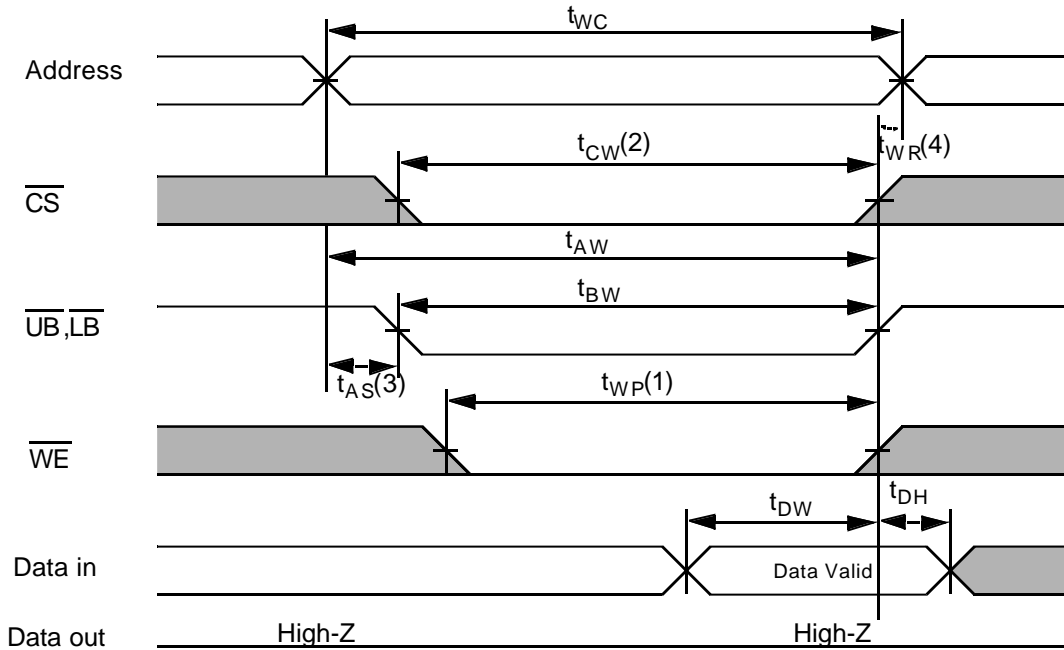 tWC
Address
tCW(2)
tWR(4)
CS
tAW
tBW
UB,LB
tAS(3)
tWP(1)
WE
tDW
tDH
Data in
Data Valid
Data out
High-Z
High-Z